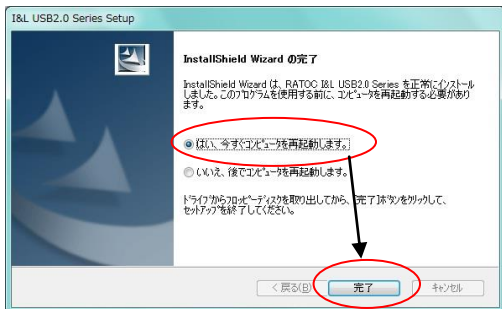 I&L USB2.0 Series Setup
InstallShield Wizard の完了
InstallShield Wizard は、RATOC I&L USB2.0 Series を正常にインストール
しました。このプログラムを使用する前に、コンピュータを再起動する必要があり
ます。
はい、今すぐコンピュータを再起動します。
いいえ、後でコンピュータを再起動します。
ドライブからフロッピーディスクを取り出してから、[完了]ボタンをクリックして、
セットアップを終了してください。
< 戻る(B)
完了
キャンセル